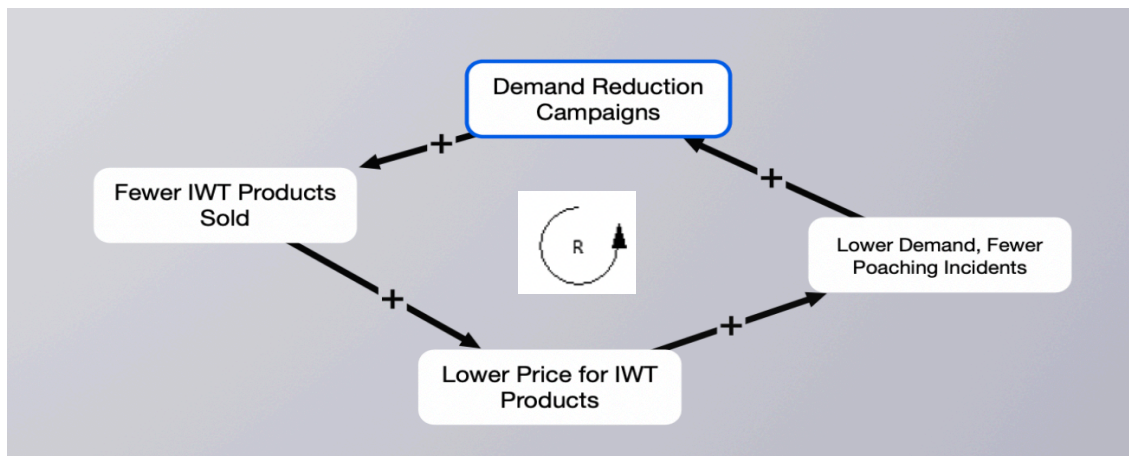 Demand Reduction
Campaigns
+
+
Fewer IWT Products
Sold
R
Lower Demand, Fewer
Poaching Incidents
+
+
Lower Price for IWT
Products